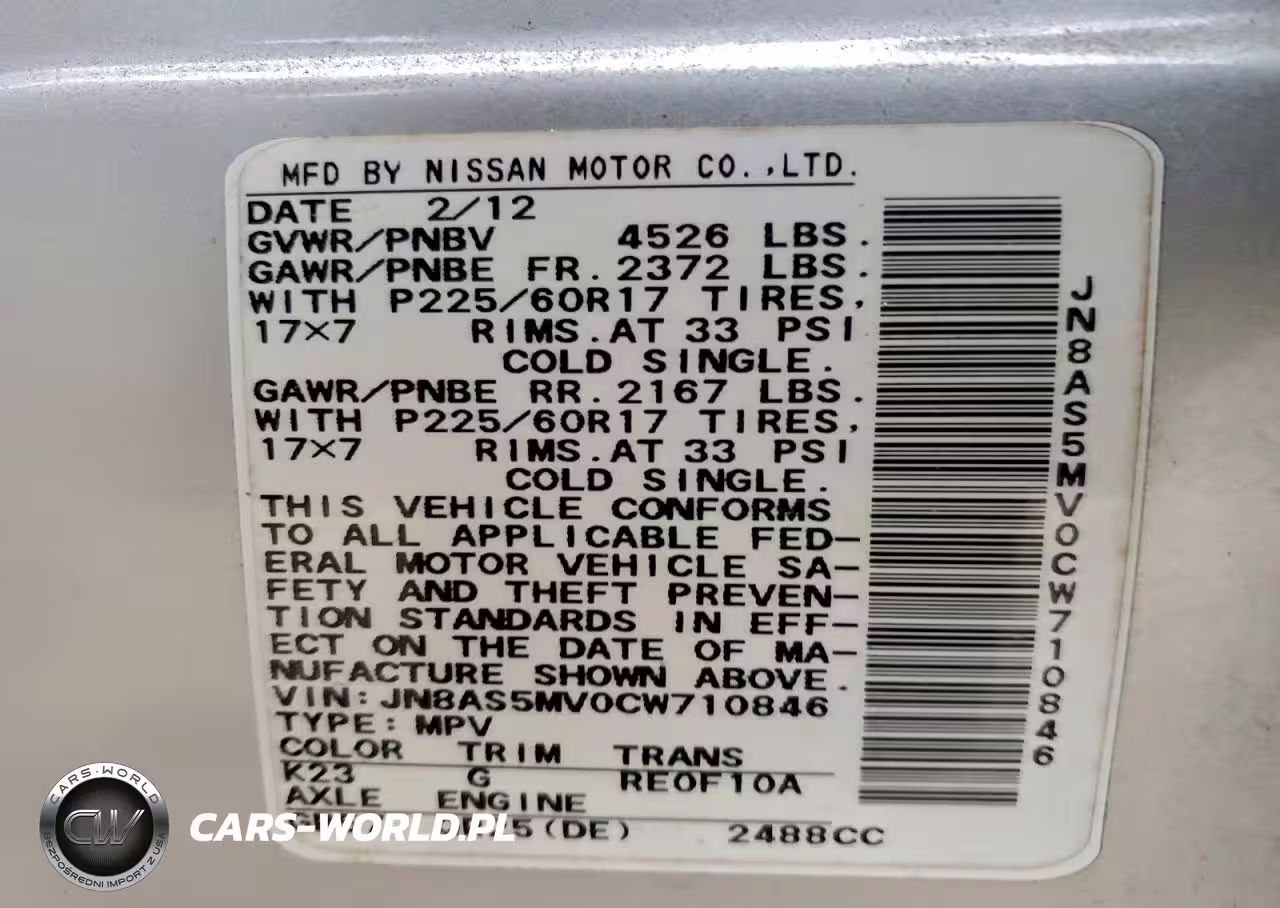 MFD BY NISSAN MOTOR CO.,LTD.
DATE 2/12
GVWR/PNBV 4526 LBS.
GAWR/PNBE FR. 2372 LBS.
WITH P225/60R17 TIRES,
17×7 RIMS. AT 33 PSI
COLD SINGLE.
GAWR/PNBE RR. 2167 LBS.
WITH P225/60R17 TIRES,
17×7 RIMS. AT 33 PSI
COLD SINGLE.
THIS VEHICLE CONFORMS
TO ALL APPLICABLE FED-
ERAL MOTOR VEHICLE SA-
FETY AND THEFT PREVEN-
TION STANDARDS IN EFF-
ECT ON THE DATE OF MA-
NUFACTURE SHOWN ABOVE.
VIN: JN8AS5MV0CW710846
TYPE: MPV
COLOR TRIM TRANS
K23 G RE0F10A
AXLE ENGINE
(DE) 2488CC
JN8AS5MV0CW710846
CARS-WORLD
CW
BEZPOŚREDNI IMPORT Z USA
CARS-WORLD.PL